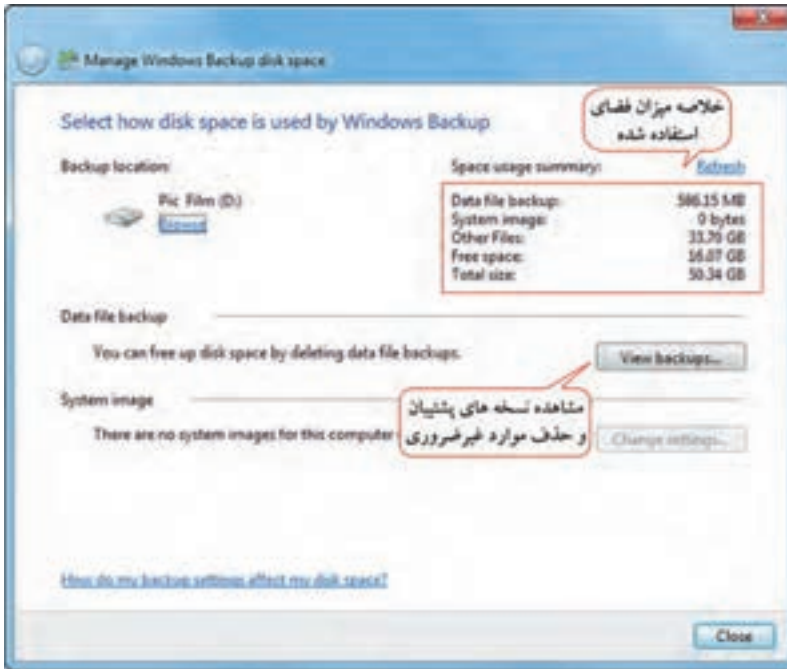 Manage Windows Backup disk space
Select how disk space is used by Windows Backup
خلاصه میزان فضای
استفاده شده
Backup location:
Pic Film (D:)
Browse
Space usage summary: Refresh
Data file backup: 586.15 MB
System image: 0 bytes
Other Files: 33.70 GB
Free space: 16.07 GB
Total size: 50.34 GB
Data file backup
You can free up disk space by deleting data file backups.
View backups...
System image
There are no system images for this computer
مشاهده نسخه های پشتیبان
و حذف موارد غیرضروری
Change settings...
How do my backup settings affect my disk space?
Close